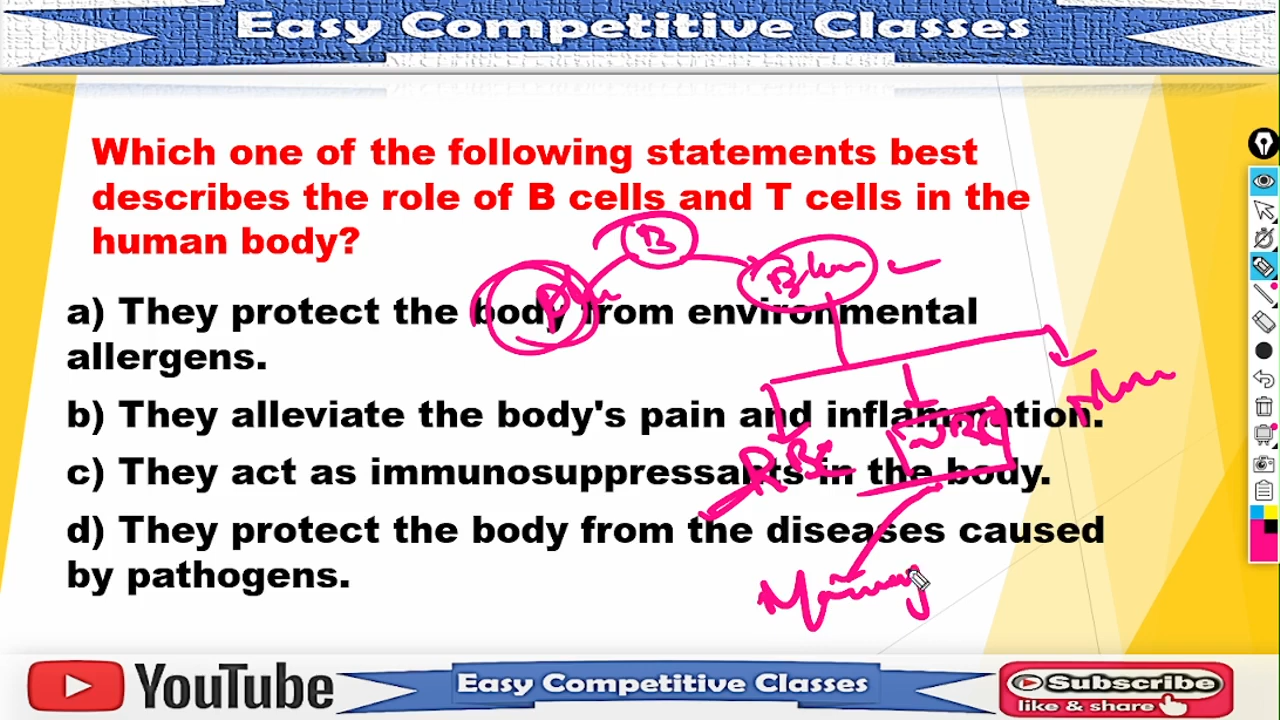 Easy Competitive Classes
Which one of the following statements best
describes the role of B cells and T cells in the
human body?
B
a) They protect the body from environmental
allergens.
b) They alleviate the body's pain and inflammation.
c) They act as immunosuppressants in the body.
RBC
WBC
d) They protect the body from the diseases caused
by pathogens.
YouTube
Easy Competitive Classes
Subscribe
like & share